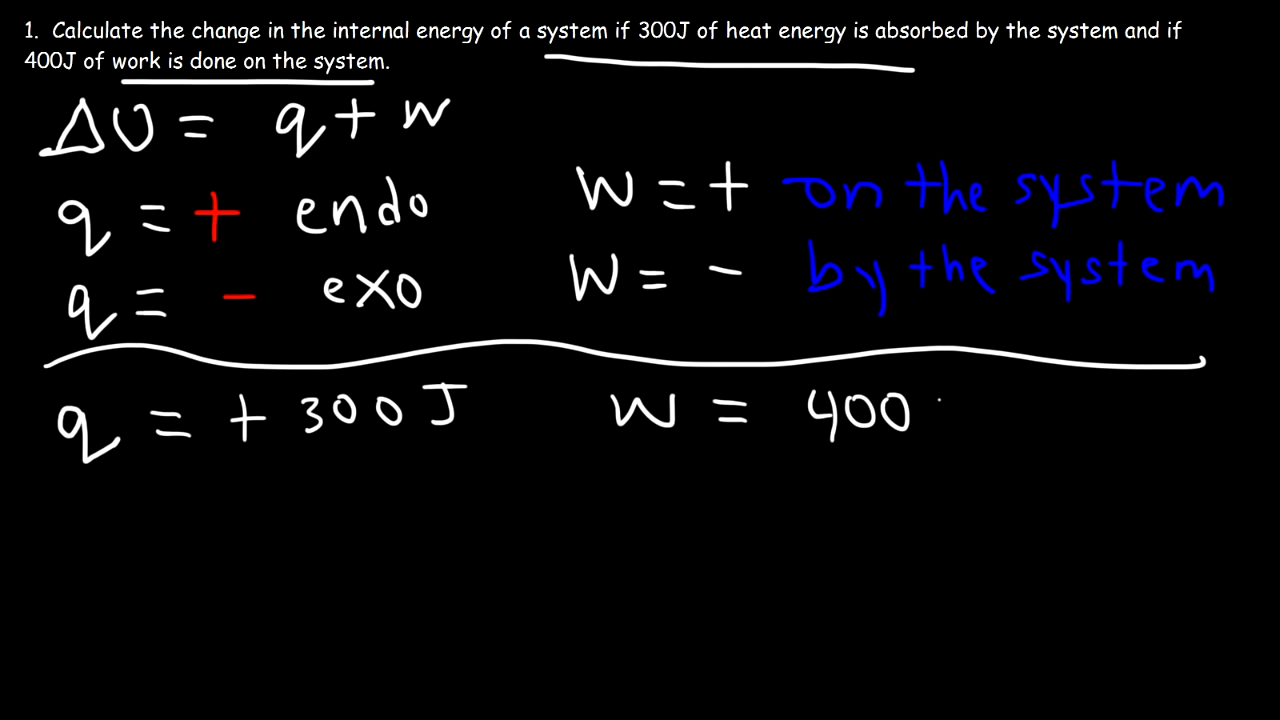 1. Calculate the change in the internal energy of a system if 300J of heat energy is absorbed by the system and if
400J of work is done on the system.
ΔU = q + w
q = + endo
w = + on the system
q = - exo
w = - by the system
q = + 300J
w = 400